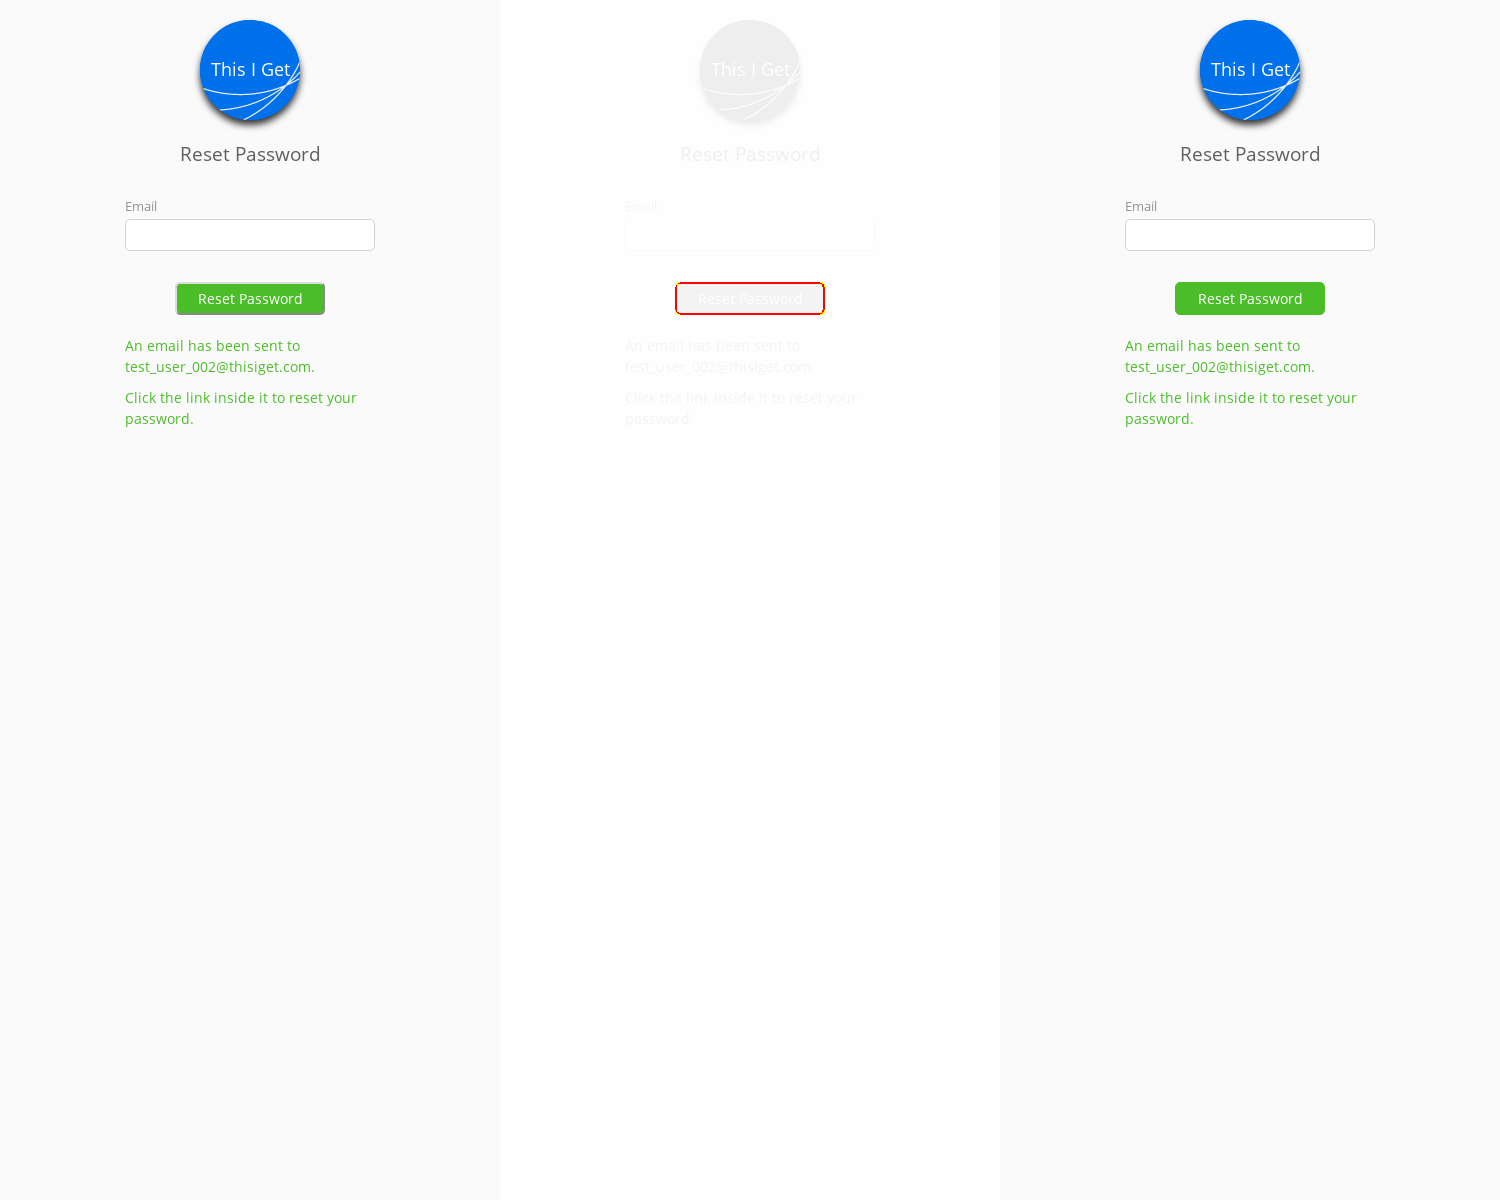 This I Get
Reset Password
Email
Reset Password
An email has been sent to
test_user_002@thisiget.com.
Click the link inside it to reset your
password.
This I Get
Reset Password
Email
Reset Password
An email has been sent to
test_user_002@thisiget.com.
Click the link inside it to reset your
password.
This I Get
Reset Password
Email
Reset Password
An email has been sent to
test_user_002@thisiget.com.
Click the link inside it to reset your
password.